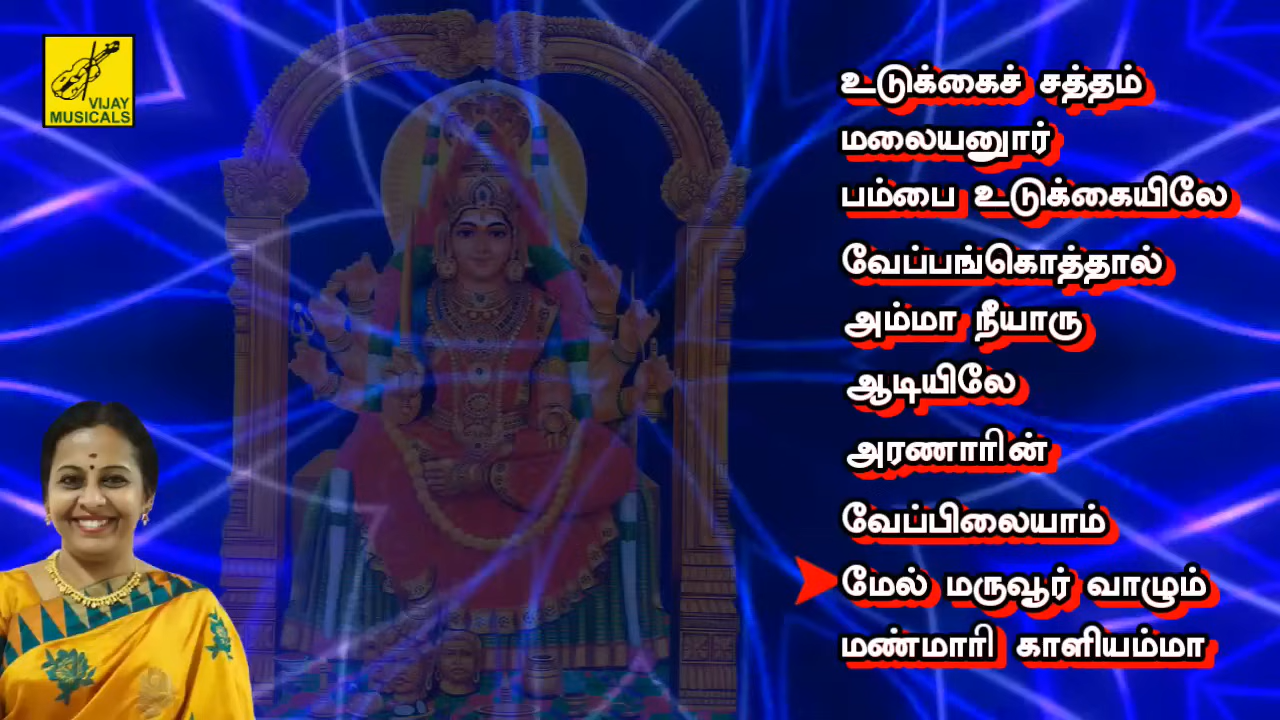 VIJAY
MUSICALS
உடுக்கைச் சத்தம்
மலையனூர்
பம்பை உடுக்கையிலே
வேப்பங்கொத்தால்
அம்மா நீயாரு
ஆடியிலே
அரணாரின்
வேப்பிலையாம்
மேல் மருவூர் வாழும்
மண்மாரி காளியம்மா